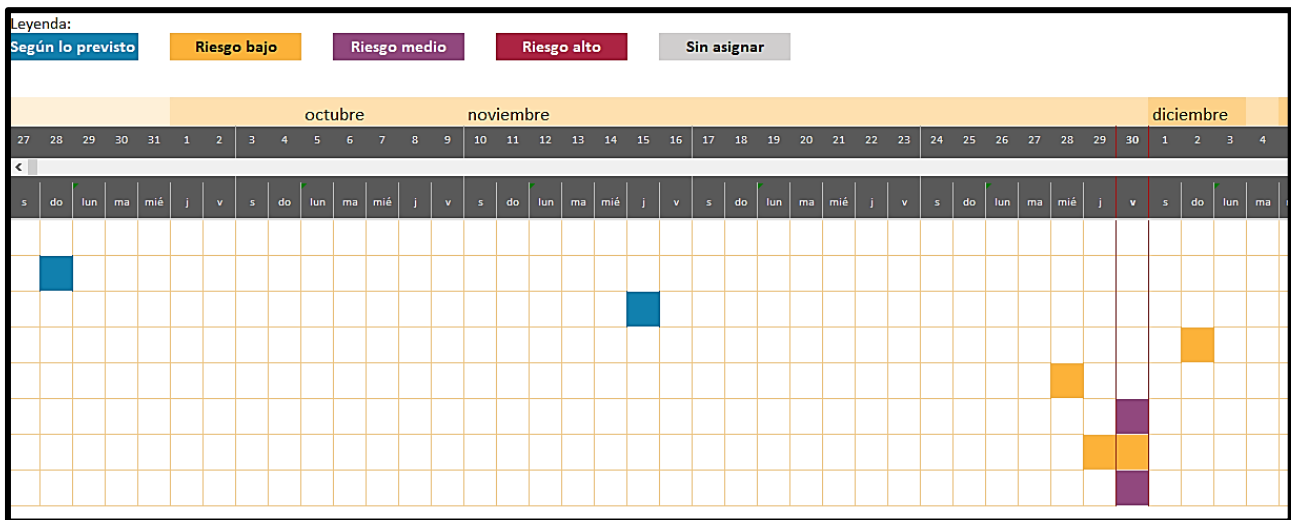 Leyenda:
Según lo previsto Riesgo bajo Riesgo medio Riesgo alto Sin asignar
octubre noviembre diciembre
27 28 29 30 31 1 2 3 4 5 6 7 8 9 10 11 12 13 14 15 16 17 18 19 20 21 22 23 24 25 26 27 28 29 30 1 2 3 4
s do lun ma mié j v s do lun ma mié j v s do lun ma mié j v s do lun ma mié j v s do lun ma mié j v s do lun ma